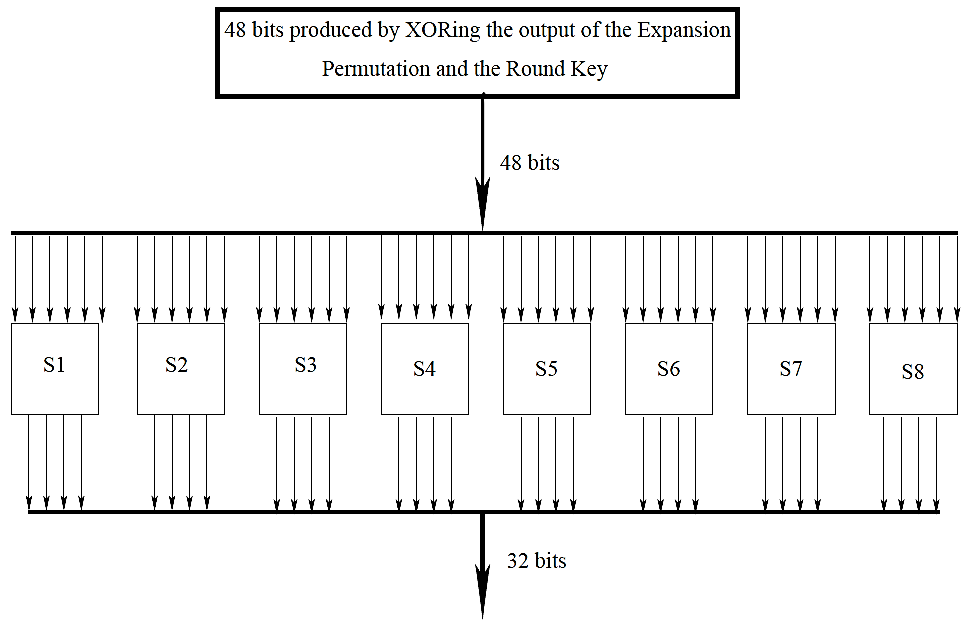 48 bits produced by XORing the output of the Expansion
Permutation and the Round Key
48 bits
S1
S2
S3
S4
S5
S6
S7
S8
32 bits